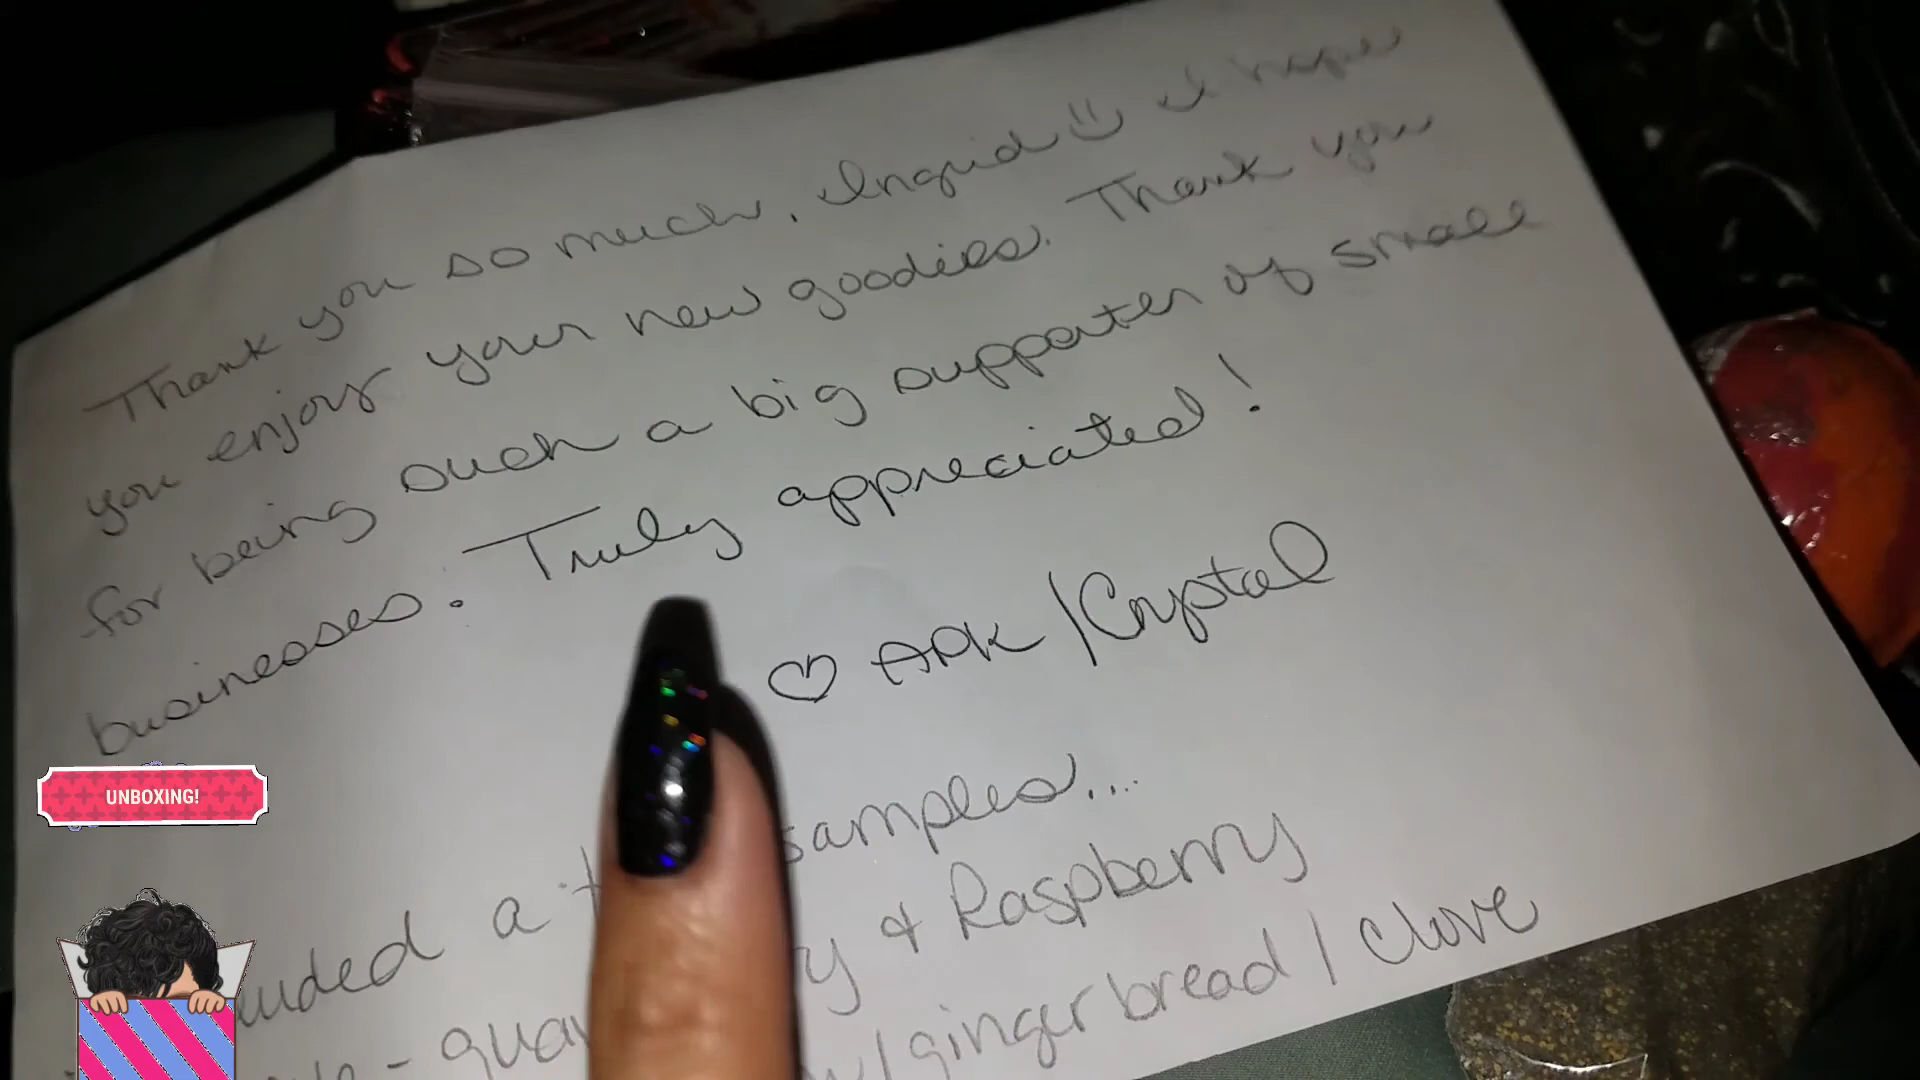 Thank you so much, Ingrid I hope
you enjoy your new goodies. Thank you
for being such a big supporter of small
businesses. Truly appreciated!
♡ APK/Crystal
UNBOXING!
a samples...
& Raspberry
w/gingerbread/clove